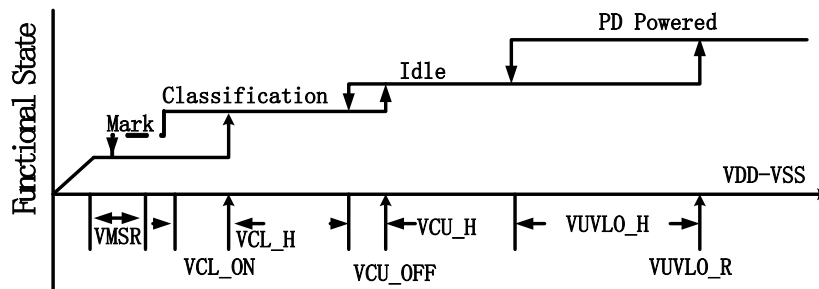 PD Powered
Idle
Classification
Mark
Functional State
VDD-VSS
VMSR
VCL_H
VCU_H
VUVLO_H
VCL_ON
VCU_OFF
VUVLO_R